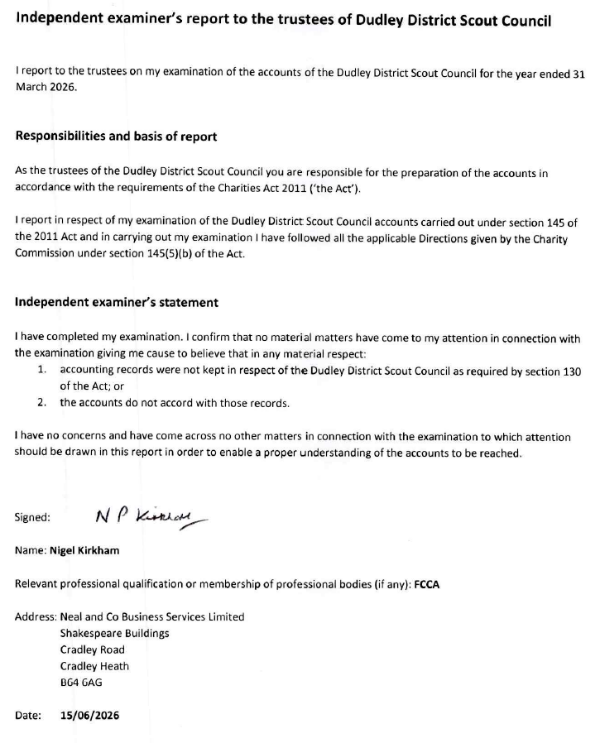 Independent examiner's report to the trustees of Dudley District Scout Council
I report to the trustees on my examination of the accounts of the Dudley District Scout Council for the year ended 31
March 2026.
Responsibilities and basis of report
As the trustees of the Dudley District Scout Council you are responsible for the preparation of the accounts in
accordance with the requirements of the Charities Act 2011 ('the Act').
I report in respect of my examination of the Dudley District Scout Council accounts carried out under section 145 of
the 2011 Act and in carrying out my examination I have followed all the applicable Directions given by the Charity
Commission under section 145(5)(b) of the Act.
Independent examiner's statement
I have completed my examination. I confirm that no material matters have come to my attention in connection with
the examination giving me cause to believe that in any material respect:
1. accounting records were not kept in respect of the Dudley District Scout Council as required by section 130
of the Act; or
2. the accounts do not accord with those records.
I have no concerns and have come across no other matters in connection with the examination to which attention
should be drawn in this report in order to enable a proper understanding of the accounts to be reached.
Signed: N P Kirkham
Name: Nigel Kirkham
Relevant professional qualification or membership of professional bodies (if any): FCCA
Address: Neal and Co Business Services Limited
Shakespeare Buildings
Cradley Road
Cradley Heath
B64 6AG
Date: 15/06/2026